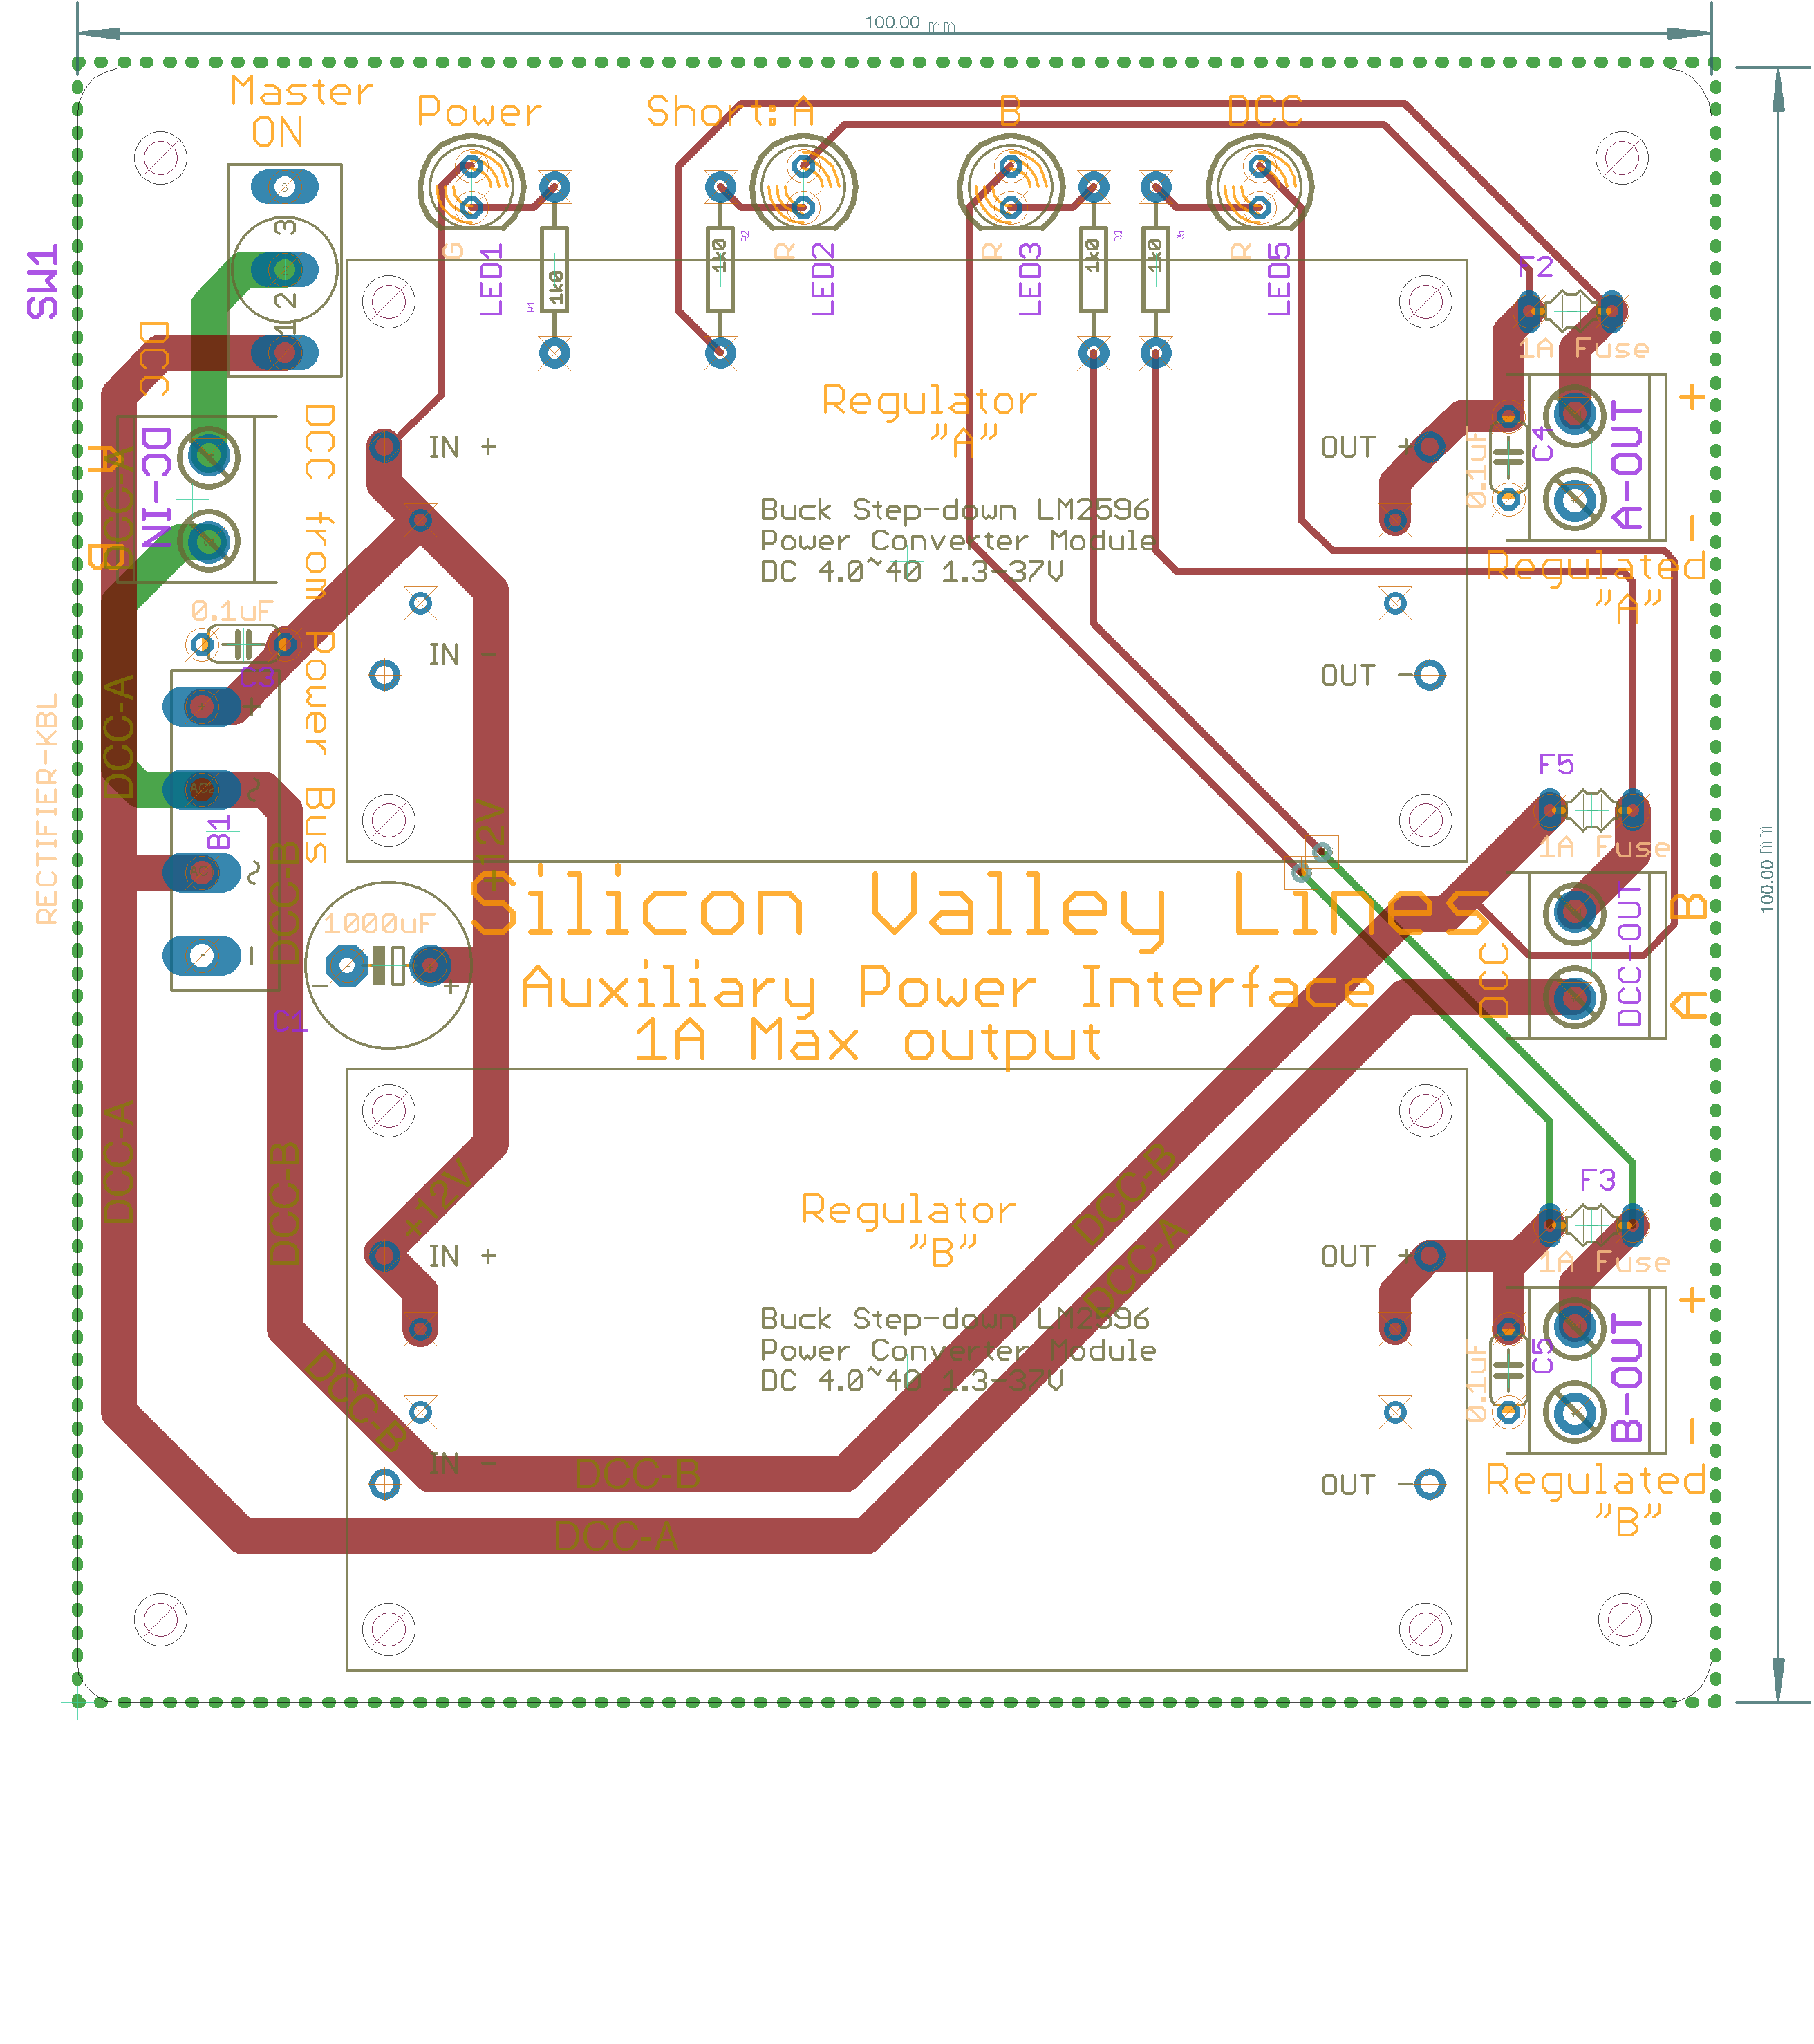 100.00 mm
Master
ON
Power
Short: A
B
DCC
3
2
1
SW1
G
LED1
R1
1k0
1k0
R2
R
LED2
R
LED3
1k0
R3
1k0
R5
R
LED5
F2
1A Fuse
DCC
DCC from Power Bus
A
B
DCC-A
DC-IN
Regulator
"A"
IN +
OUT +
Buck Step-down LM2596
Power Converter Module
DC 4.0~40 1.3-37V
0.1uF
C4
A-OUT
+
-
Regulated
"A"
0.1uF
C3
IN -
OUT -
RECTIFIER-KBL
DCC-A
+
AC2
~
B1
~
-
DCC-B
+12V
F5
1A Fuse
100.00 mm
1000uF
-
+
C1
Silicon Valley Lines
Auxiliary Power Interface
1A Max output
DCC
DCC-OUT
B
A
DCC-A
DCC-B
+12V
DCC-B
DCC-A
F3
1A Fuse
Regulator
"B"
IN +
OUT +
Buck Step-down LM2596
Power Converter Module
DC 4.0~40 1.3-37V
0.1uF
C5
B-OUT
+
-
Regulated
"B"
DCC-B
IN -
DCC-B
OUT -
DCC-A